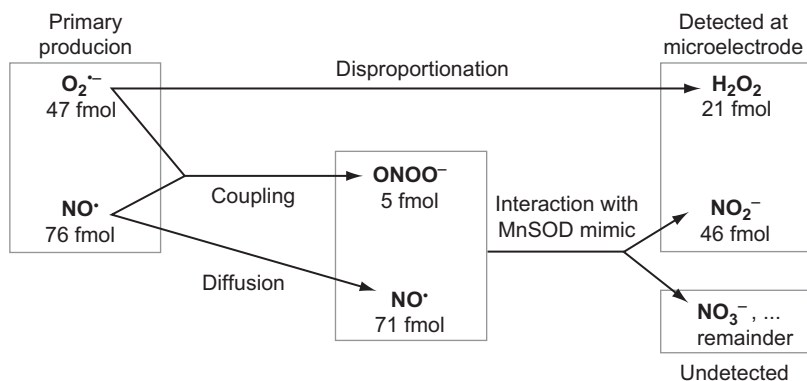 Primary
producion
O₂•⁻
47 fmol
NO•
76 fmol
Disproportionation
Coupling
Diffusion
ONOO⁻
5 fmol
NO•
71 fmol
Interaction with
MnSOD mimic
Detected at
microelectrode
H₂O₂
21 fmol
NO₂⁻
46 fmol
NO₃⁻, ...
remainder
Undetected